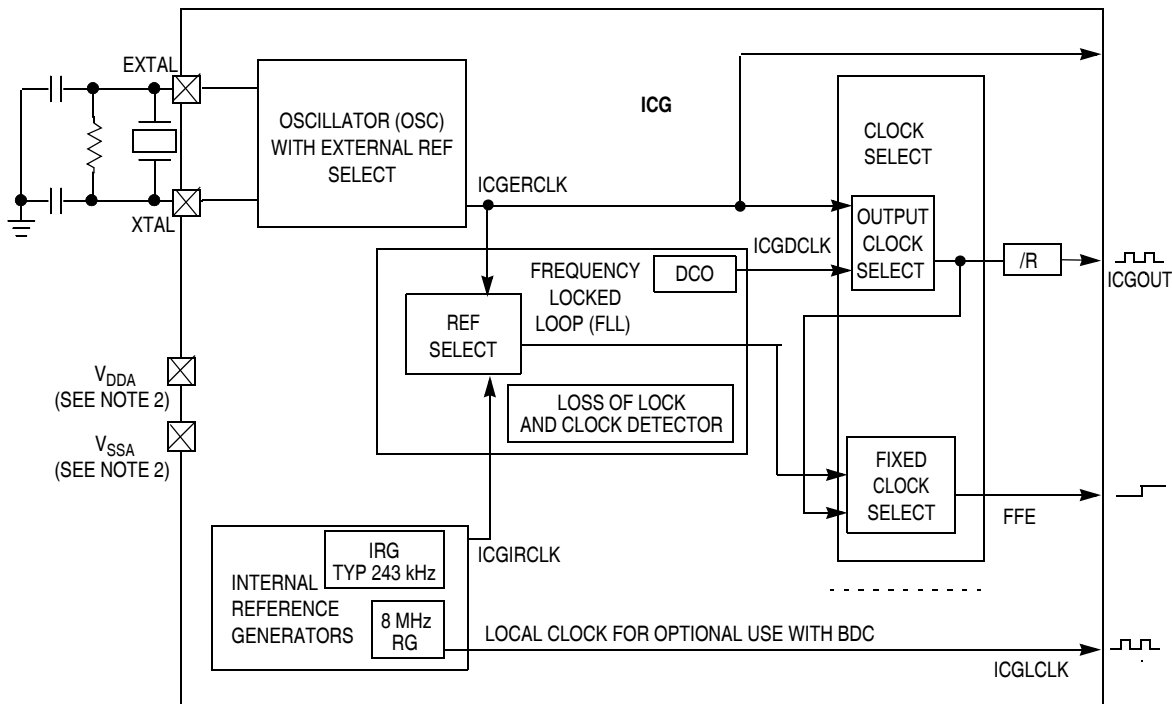 EXTAL
OSCILLATOR (OSC)
WITH EXTERNAL REF
SELECT
ICG
CLOCK
SELECT
XTAL
ICGERCLK
OUTPUT
CLOCK
SELECT
/R
ICGOUT
FREQUENCY
LOCKED
LOOP (FLL)
DCO
ICGDCLK
REF
SELECT
VDDA
(SEE NOTE 2)
LOSS OF LOCK
AND CLOCK DETECTOR
VSSA
(SEE NOTE 2)
FIXED
CLOCK
SELECT
FFE
ICGIRCLK
IRG
TYP 243 kHz
INTERNAL
REFERENCE
GENERATORS
8 MHz
RG
LOCAL CLOCK FOR OPTIONAL USE WITH BDC
ICGLCLK